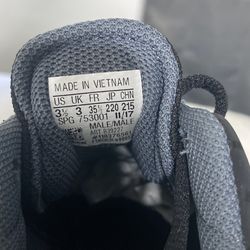 MADE IN VIETNAM
US UK FR JP CHN
3½ 3 35½ 220 215
SPG 753001 11/17
MALE/MALE